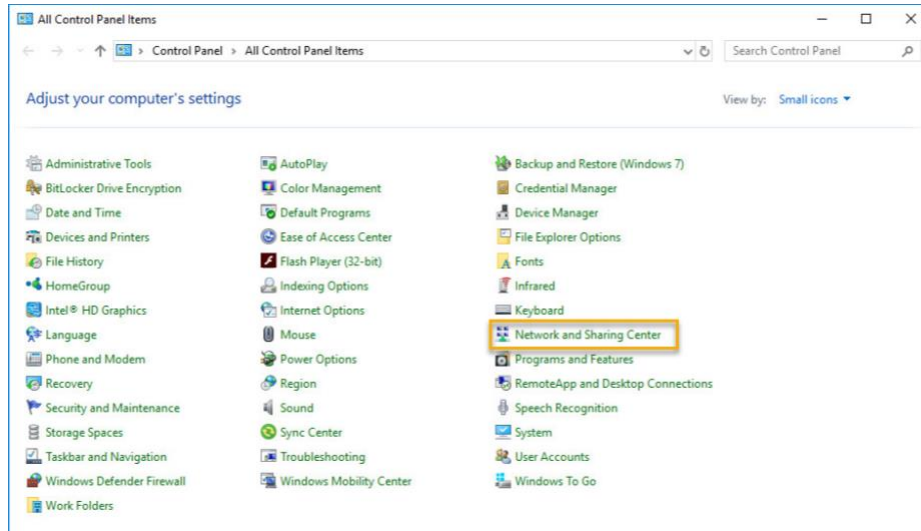 All Control Panel Items
Control Panel > All Control Panel Items
Search Control Panel
Adjust your computer's settings
View by: Small icons
Administrative Tools
AutoPlay
Backup and Restore (Windows 7)
BitLocker Drive Encryption
Color Management
Credential Manager
Date and Time
Default Programs
Device Manager
Devices and Printers
Ease of Access Center
File Explorer Options
File History
Flash Player (32-bit)
Fonts
HomeGroup
Indexing Options
Infrared
Intel® HD Graphics
Internet Options
Keyboard
Language
Mouse
Network and Sharing Center
Phone and Modem
Power Options
Programs and Features
Recovery
Region
RemoteApp and Desktop Connections
Security and Maintenance
Sound
Speech Recognition
Storage Spaces
Sync Center
System
Taskbar and Navigation
Troubleshooting
User Accounts
Windows Defender Firewall
Windows Mobility Center
Windows To Go
Work Folders